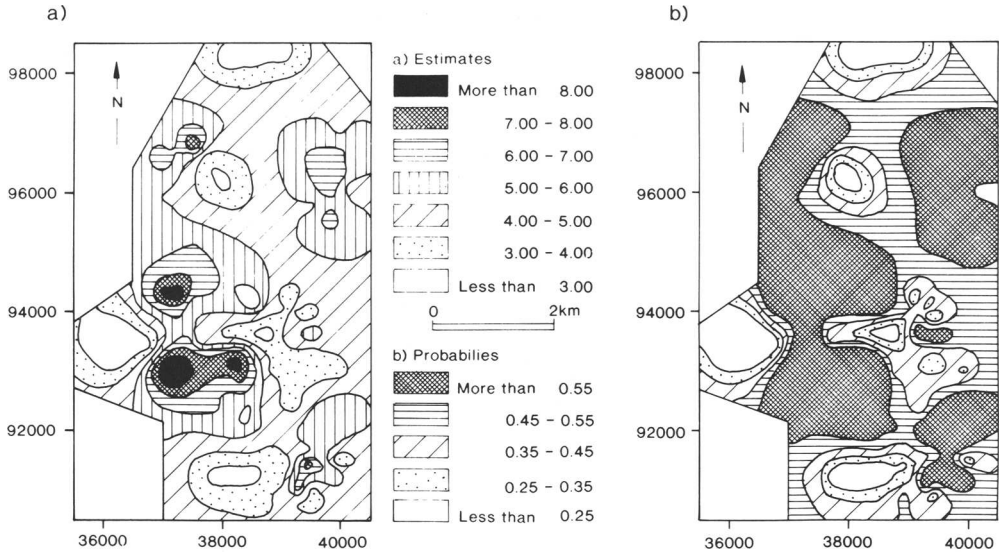 a)
98000
96000
94000
92000
36000
38000
40000
N
a) Estimates
More than 8.00
7.00 – 8.00
6.00 – 7.00
5.00 – 6.00
4.00 – 5.00
3.00 – 4.00
Less than 3.00
0 2km
b) Probabilies
More than 0.55
0.45 – 0.55
0.35 – 0.45
0.25 – 0.35
Less than 0.25
b)
98000
96000
94000
92000
36000
38000
40000
N